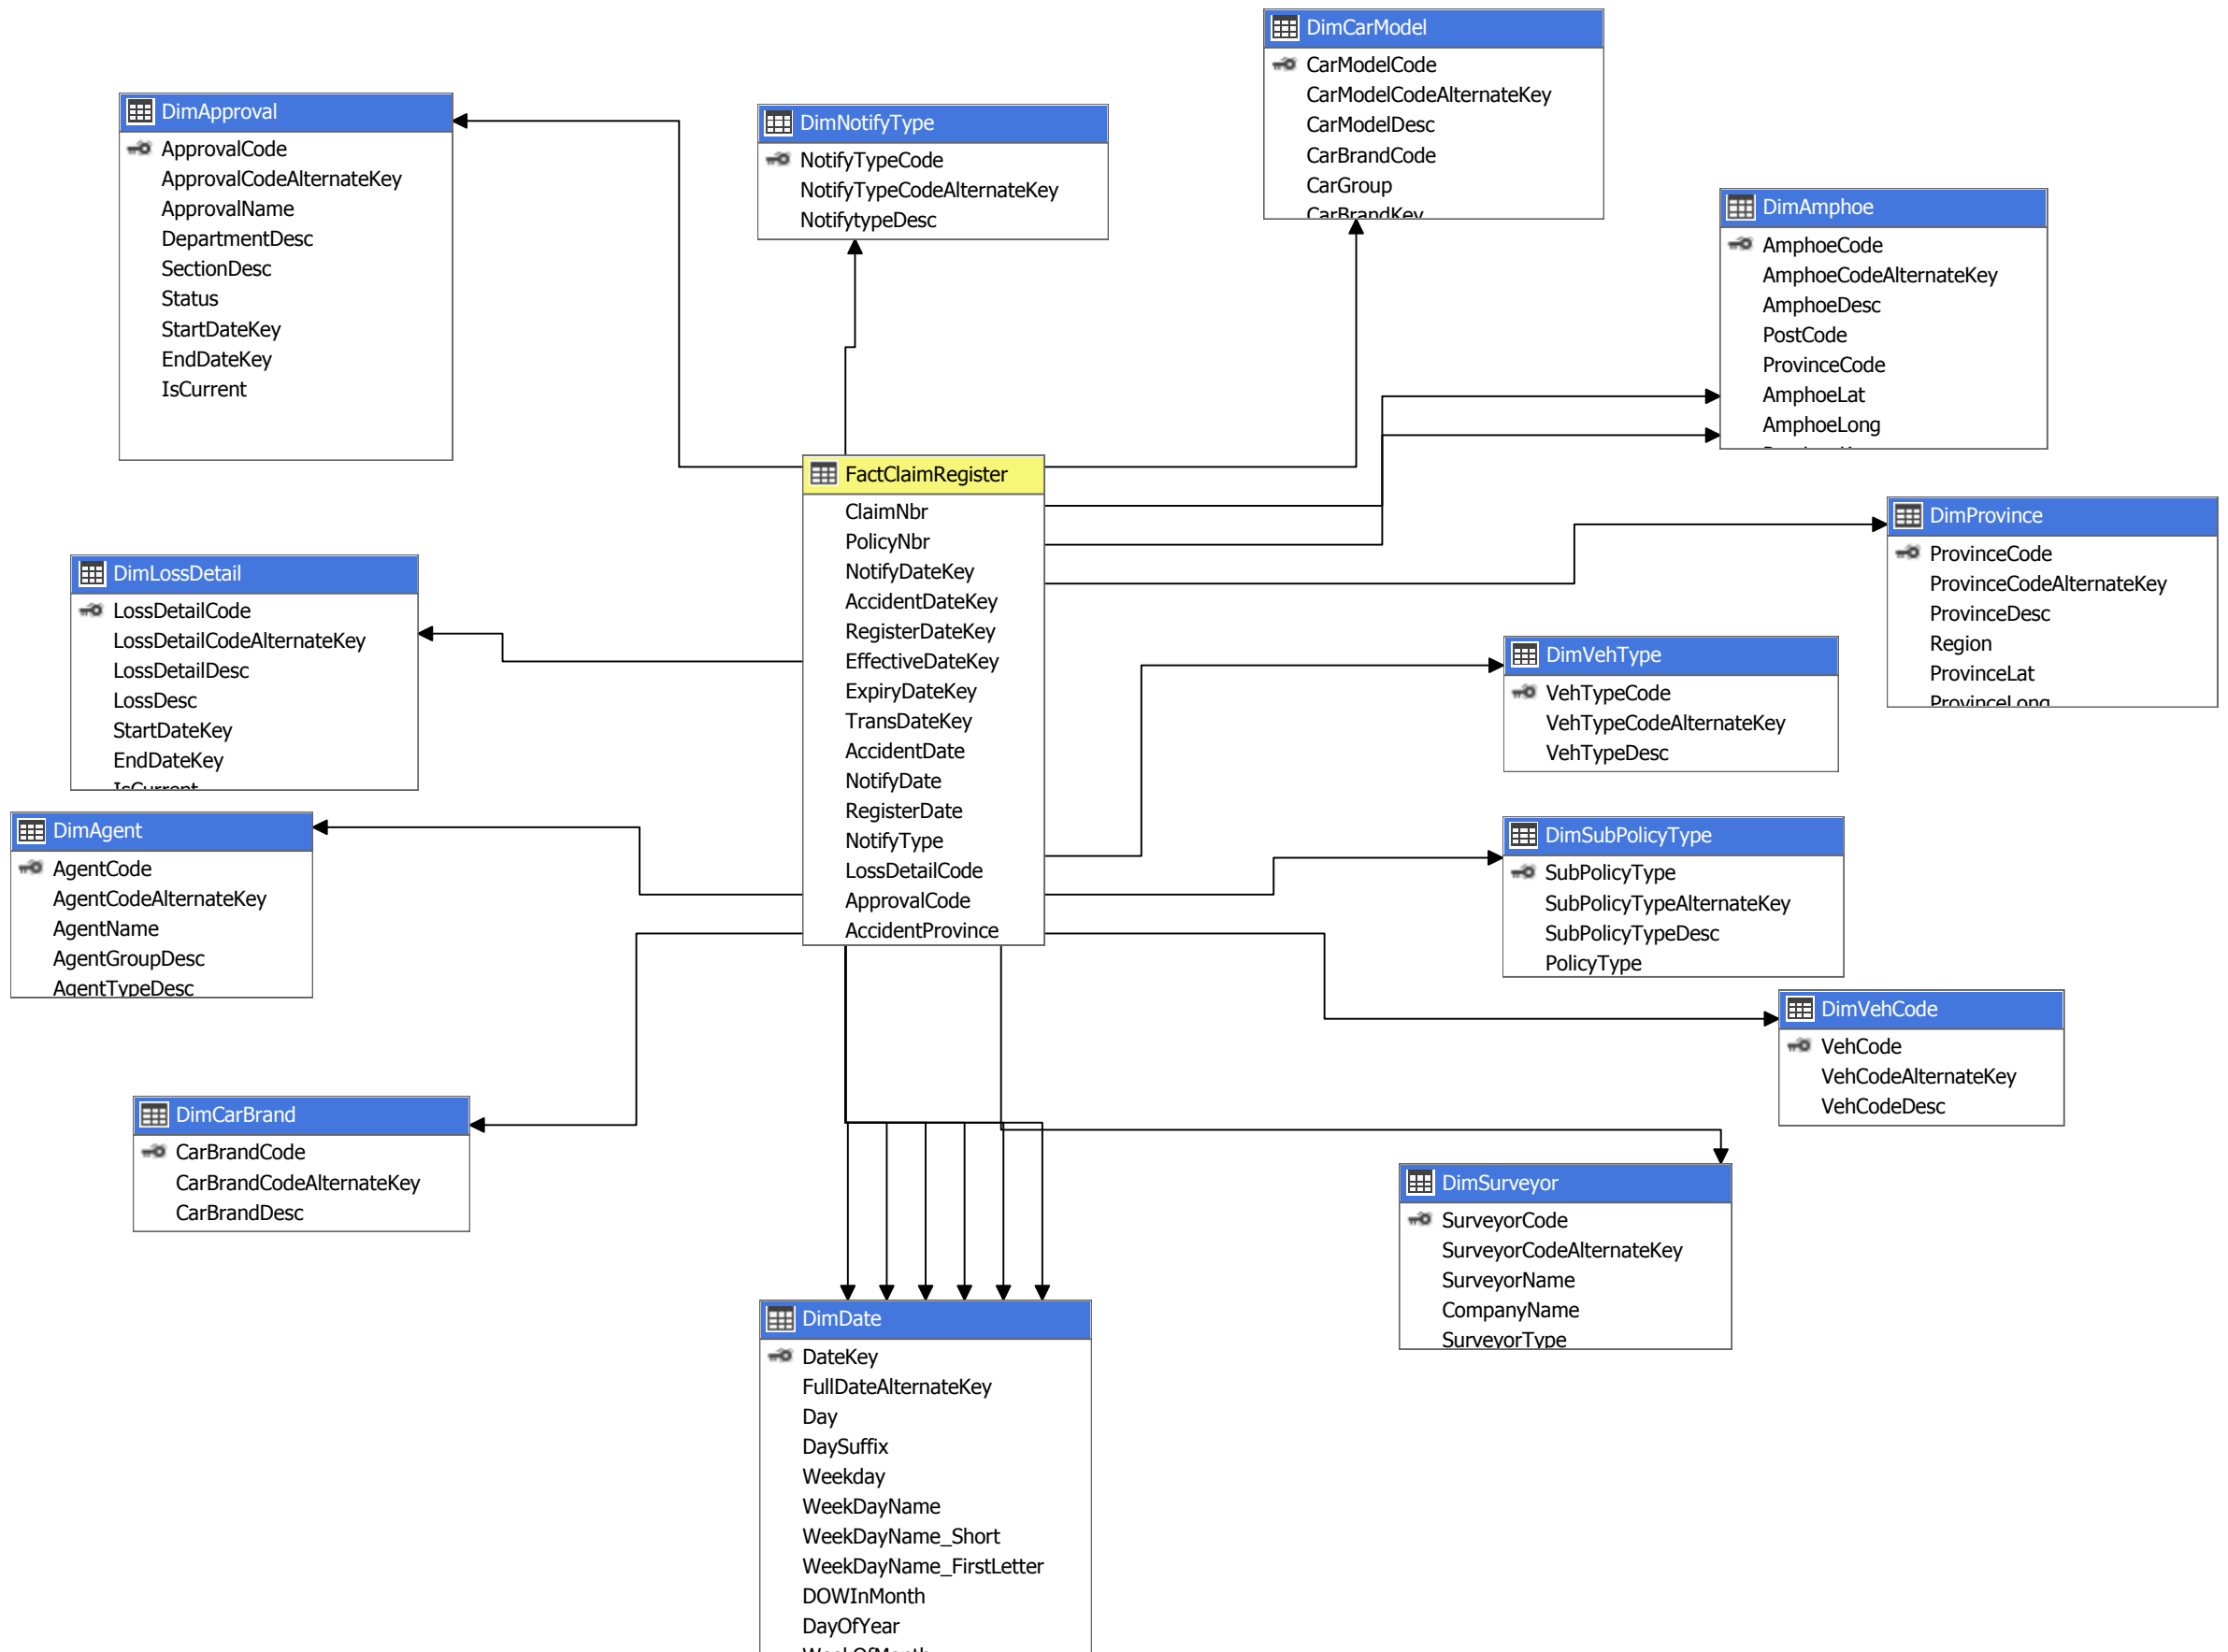 DimCarModel
CarModelCode
CarModelCodeAlternateKey
CarModelDesc
CarBrandCode
CarGroup
CarBrandKey
DimApproval
ApprovalCode
ApprovalCodeAlternateKey
ApprovalName
DepartmentDesc
SectionDesc
Status
StartDateKey
EndDateKey
IsCurrent
DimNotifyType
NotifyTypeCode
NotifyTypeCodeAlternateKey
NotifytypeDesc
DimAmphoe
AmphoeCode
AmphoeCodeAlternateKey
AmphoeDesc
PostCode
ProvinceCode
AmphoeLat
AmphoeLong
FactClaimRegister
ClaimNbr
PolicyNbr
NotifyDateKey
AccidentDateKey
RegisterDateKey
EffectiveDateKey
ExpiryDateKey
TransDateKey
AccidentDate
NotifyDate
RegisterDate
NotifyType
LossDetailCode
ApprovalCode
AccidentProvince
DimProvince
ProvinceCode
ProvinceCodeAlternateKey
ProvinceDesc
Region
ProvinceLat
ProvinceLong
DimLossDetail
LossDetailCode
LossDetailCodeAlternateKey
LossDetailDesc
LossDesc
StartDateKey
EndDateKey
IsCurrent
DimVehType
VehTypeCode
VehTypeCodeAlternateKey
VehTypeDesc
DimAgent
AgentCode
AgentCodeAlternateKey
AgentName
AgentGroupDesc
AgentTypeDesc
DimSubPolicyType
SubPolicyType
SubPolicyTypeAlternateKey
SubPolicyTypeDesc
PolicyType
DimVehCode
VehCode
VehCodeAlternateKey
VehCodeDesc
DimCarBrand
CarBrandCode
CarBrandCodeAlternateKey
CarBrandDesc
DimSurveyor
SurveyorCode
SurveyorCodeAlternateKey
SurveyorName
CompanyName
SurveyorType
DimDate
DateKey
FullDateAlternateKey
Day
DaySuffix
Weekday
WeekDayName
WeekDayName_Short
WeekDayName_FirstLetter
DOWInMonth
DayOfYear
WeekOfMonth